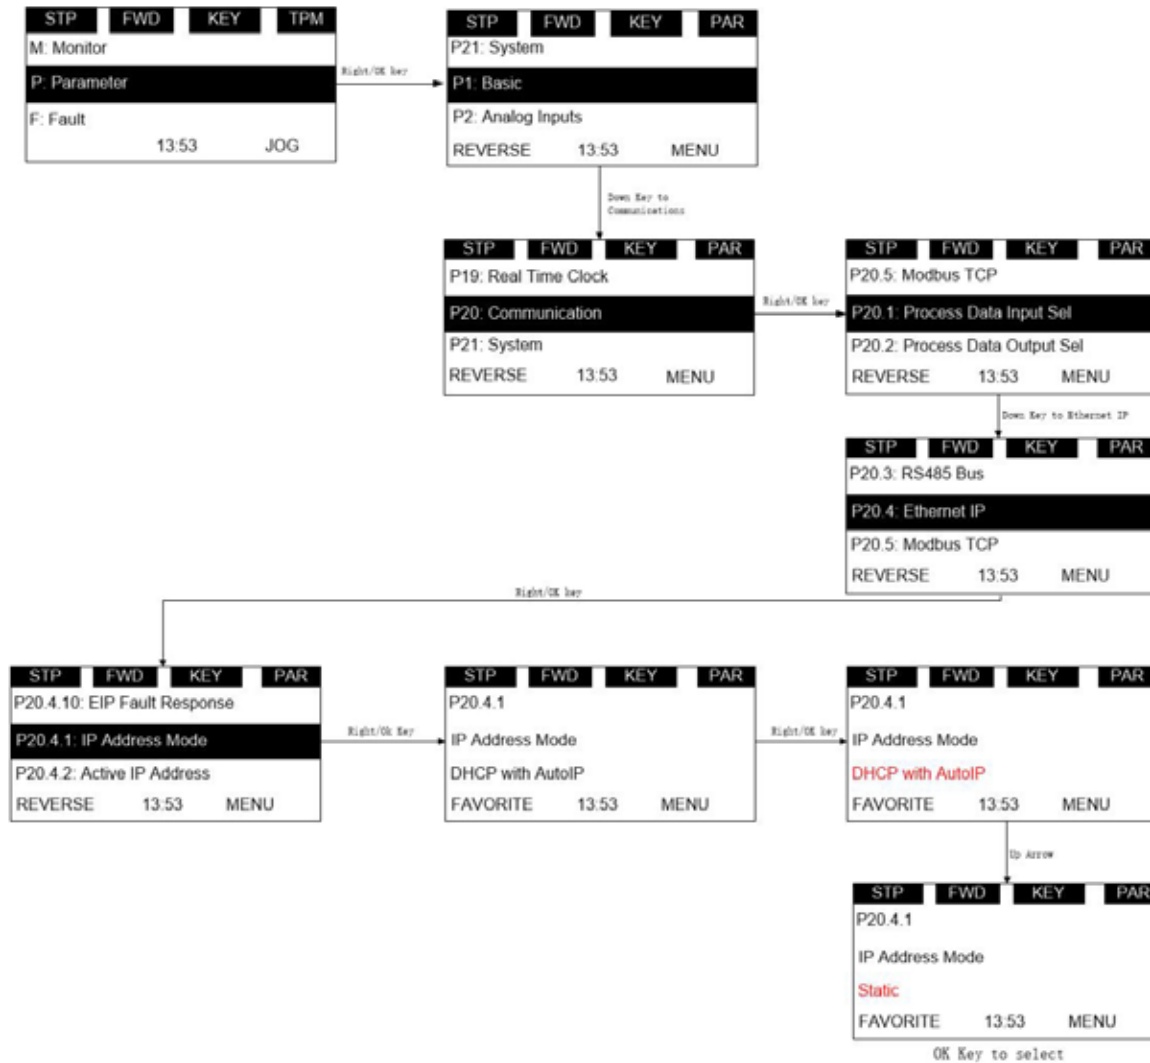 STP FWD KEY TPM
M: Monitor
P: Parameter
F: Fault
13:53 JOG
Right/OK key
STP FWD KEY PAR
P21: System
P1: Basic
P2: Analog Inputs
REVERSE 13:53 MENU
Down Key to
Communications
STP FWD KEY PAR
P19: Real Time Clock
P20: Communication
P21: System
REVERSE 13:53 MENU
Right/OK key
STP FWD KEY PAR
P20.5: Modbus TCP
P20.1: Process Data Input Sel
P20.2: Process Data Output Sel
REVERSE 13:53 MENU
Down Key to Ethernet IP
STP FWD KEY PAR
P20.3: RS485 Bus
P20.4: Ethernet IP
P20.5: Modbus TCP
REVERSE 13:53 MENU
Right/OK key
STP FWD KEY PAR
P20.4.10: EIP Fault Response
P20.4.1: IP Address Mode
P20.4.2: Active IP Address
REVERSE 13:53 MENU
Right/Ok Key
STP FWD KEY PAR
P20.4.1
IP Address Mode
DHCP with AutoIP
FAVORITE 13:53 MENU
Right/OK key
STP FWD KEY PAR
P20.4.1
IP Address Mode
DHCP with AutoIP
FAVORITE 13:53 MENU
Up Arrow
STP FWD KEY PAR
P20.4.1
IP Address Mode
Static
FAVORITE 13:53 MENU
OK Key to select